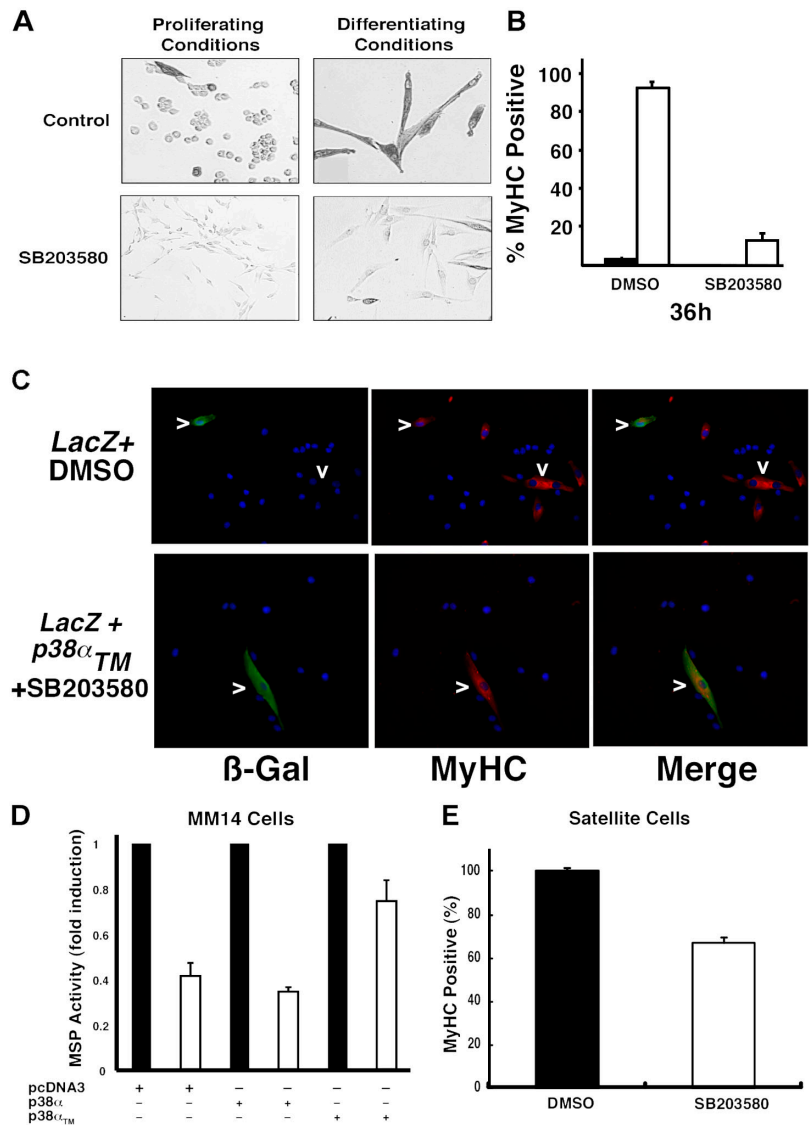 A
Proliferating
Conditions
Differentiating
Conditions
Control
SB203580
B
% MyHC Positive
100
80
60
40
20
DMSO
SB203580
36h
C
LacZ+
DMSO
LacZ +
p38αTM
+SB203580
>
v
>
v
>
v
>
>
>
ß-Gal
MyHC
Merge
D
MM14 Cells
MSP Activity (fold induction)
1
0.8
0.6
0.4
0.2
0
pcDNA3 + + – – – –
p38α – – + + – –
p38αTM – – – – + +
E
Satellite Cells
MyHC Positive (%)
100
80
60
40
20
0
DMSO
SB203580